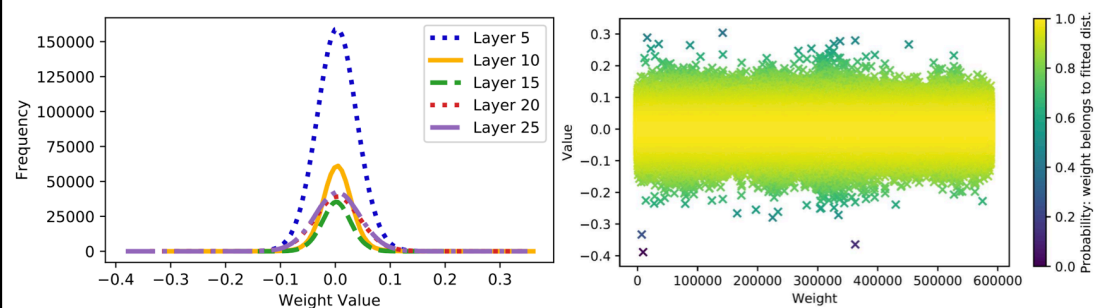 150000
125000
100000
75000
50000
25000
0
Frequency
−0.4 −0.3 −0.2 −0.1 0.0 0.1 0.2 0.3
Weight Value
Layer 5
Layer 10
Layer 15
Layer 20
Layer 25
0.3
0.2
0.1
0.0
−0.1
−0.2
−0.3
−0.4
Value
0 100000 200000 300000 400000 500000 600000
Weight
1.0
0.8
0.6
0.4
0.2
0.0
Probability: weight belongs to fitted dist.